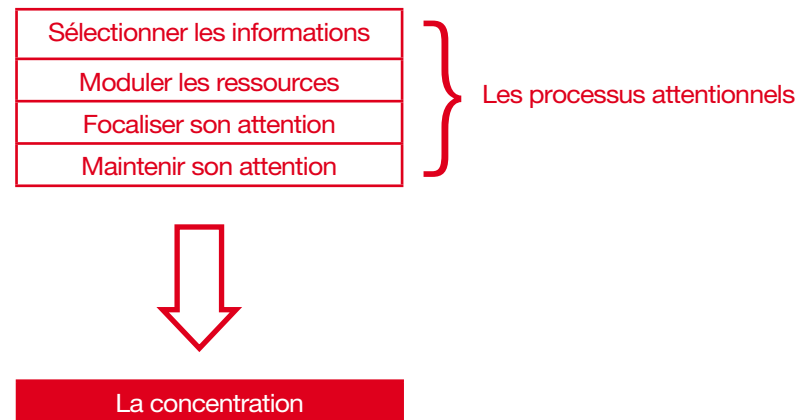 Sélectionner les informations
Moduler les ressources
Les processus attentionnels
Focaliser son attention
Maintenir son attention
La concentration